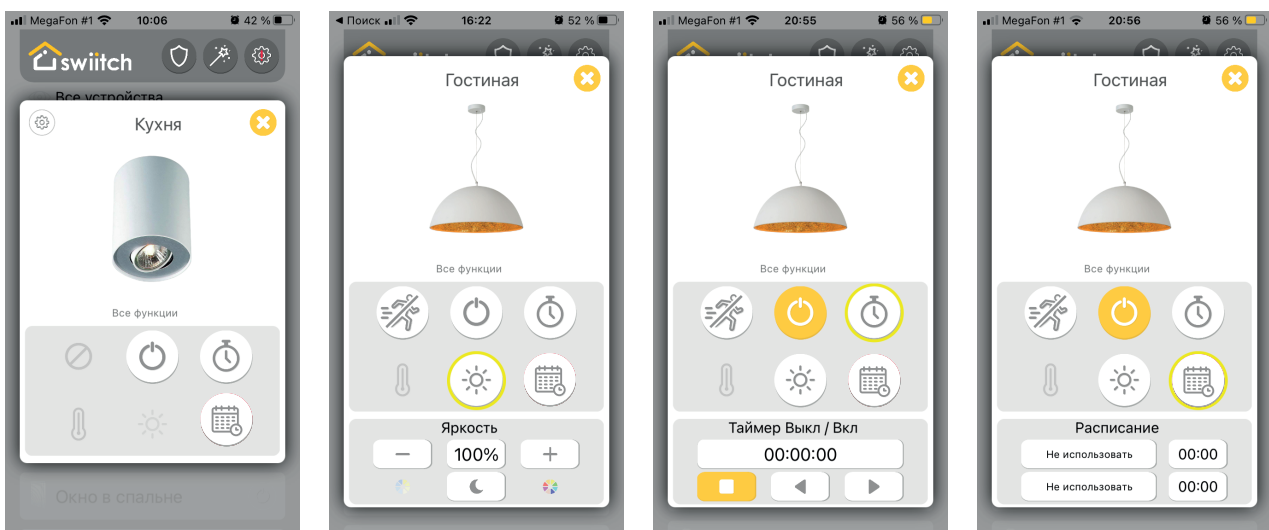 MegaFon #1 10:06 42 %
swiitch
Все устройства
Кухня
Все функции
Окно в спальне
Поиск 16:22 52 %
Гостиная
Все функции
Яркость
− 100% +
MegaFon #1 20:55 56 %
Гостиная
Все функции
Таймер Выкл / Вкл
00:00:00
MegaFon #1 20:56 56 %
Гостиная
Все функции
Расписание
Не использовать 00:00
Не использовать 00:00